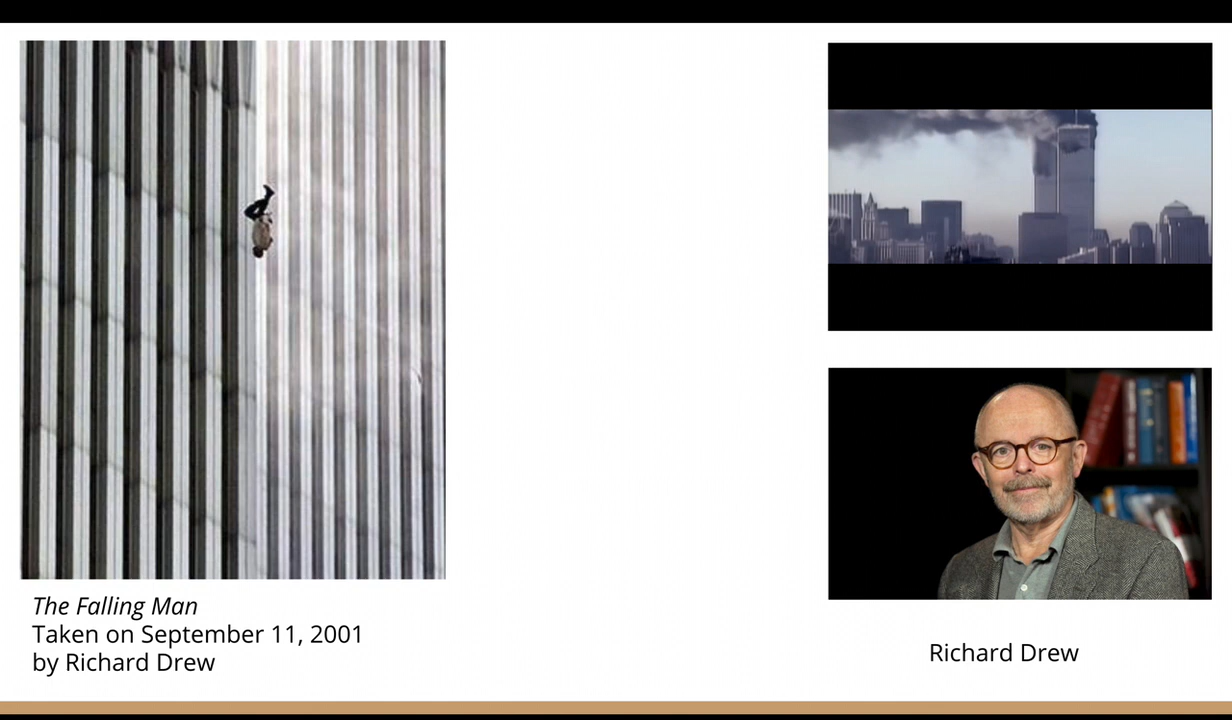 The Falling Man
Taken on September 11, 2001
by Richard Drew
Richard Drew